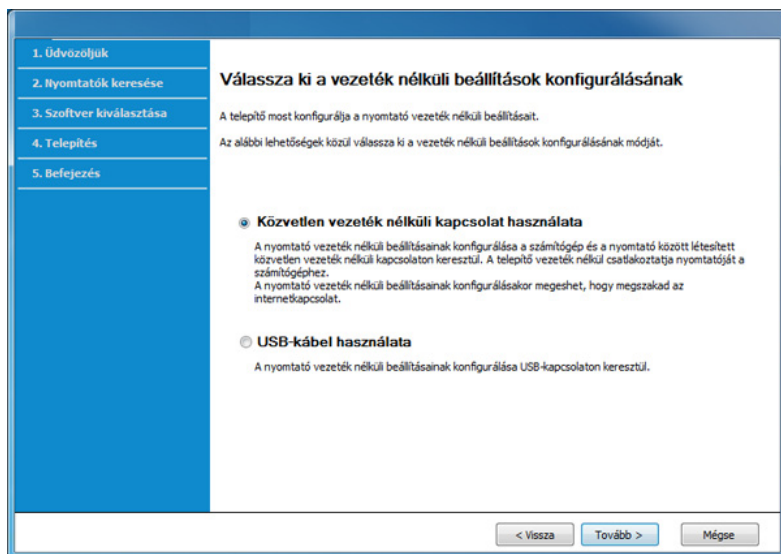 1. Üdvözöljük
2. Nyomtatók keresése
3. Szoftver kiválasztása
4. Telepítés
5. Befejezés
Válassza ki a vezeték nélküli beállítások konfigurálásának
A telepítő most konfigurálja a nyomtató vezeték nélküli beállításait.
Az alábbi lehetőségek közül válassza ki a vezeték nélküli beállítások konfigurálásának módját.
Közvetlen vezeték nélküli kapcsolat használata
A nyomtató vezeték nélküli beállításainak konfigurálása a számítógép és a nyomtató között létesített
közvetlen vezeték nélküli kapcsolaton keresztül. A telepítő vezeték nélkül csatlakoztatja nyomtatóját a
számítógéphez.
A nyomtató vezeték nélküli beállításainak konfigurálásakor megeshet, hogy megszakad az
internetkapcsolat.
USB-kábel használata
A nyomtató vezeték nélküli beállításainak konfigurálása USB-kapcsolaton keresztül.
< Vissza
Tovább >
Mégse